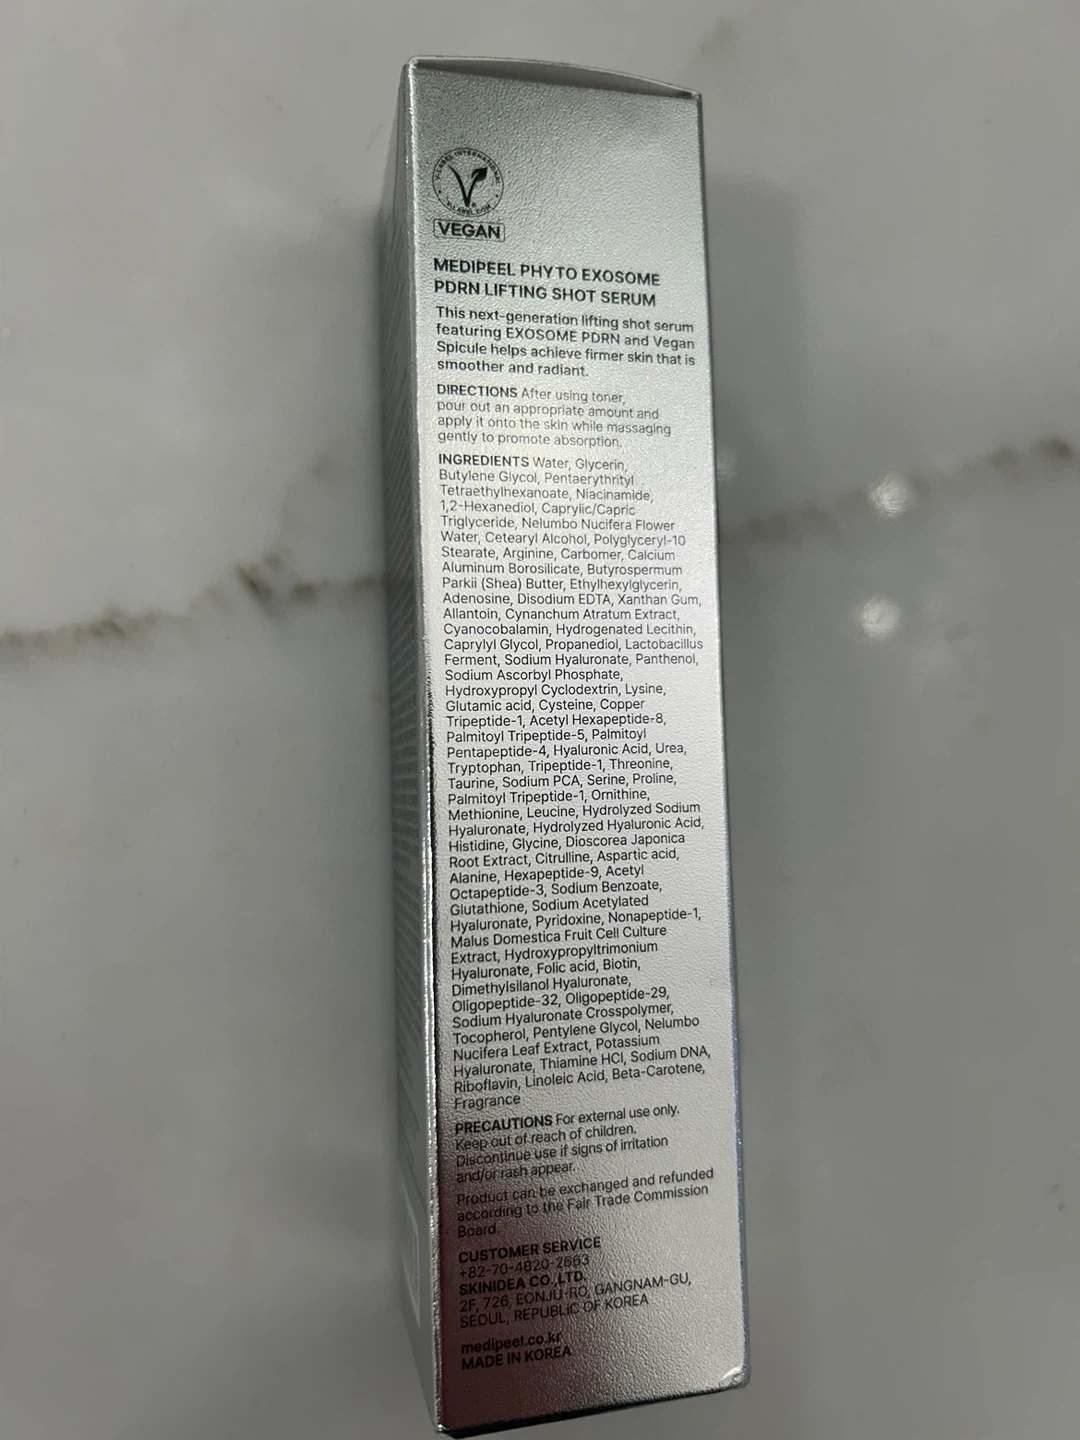 V-LABEL INTERNATIONAL
V-LABEL.COM
VEGAN
MEDIPEEL PHYTO EXOSOME
PDRN LIFTING SHOT SERUM
This next-generation lifting shot serum
featuring EXOSOME PDRN and Vegan
Spicule helps achieve firmer skin that is
smoother and radiant.
DIRECTIONS After using toner,
pour out an appropriate amount and
apply it onto the skin while massaging
gently to promote absorption.
INGREDIENTS Water, Glycerin,
Butylene Glycol, Pentaerythrityl
Tetraethylhexanoate, Niacinamide,
1,2-Hexanediol, Caprylic/Capric
Triglyceride, Nelumbo Nucifera Flower
Water, Cetearyl Alcohol, Polyglyceryl-10
Stearate, Arginine, Carbomer, Calcium
Aluminum Borosilicate, Butyrospermum
Parkii (Shea) Butter, Ethylhexylglycerin,
Adenosine, Disodium EDTA, Xanthan Gum,
Allantoin, Cynanchum Atratum Extract,
Cyanocobalamin, Hydrogenated Lecithin,
Caprylyl Glycol, Propanediol, Lactobacillus
Ferment, Sodium Hyaluronate, Panthenol,
Sodium Ascorbyl Phosphate,
Hydroxypropyl Cyclodextrin, Lysine,
Glutamic acid, Cysteine, Copper
Tripeptide-1, Acetyl Hexapeptide-8,
Palmitoyl Tripeptide-5, Palmitoyl
Pentapeptide-4, Hyaluronic Acid, Urea,
Tryptophan, Tripeptide-1, Threonine,
Taurine, Sodium PCA, Serine, Proline,
Palmitoyl Tripeptide-1, Ornithine,
Methionine, Leucine, Hydrolyzed Sodium
Hyaluronate, Hydrolyzed Hyaluronic Acid,
Histidine, Glycine, Dioscorea Japonica
Root Extract, Citrulline, Aspartic acid,
Alanine, Hexapeptide-9, Acetyl
Octapeptide-3, Sodium Benzoate,
Glutathione, Sodium Acetylated
Hyaluronate, Pyridoxine, Nonapeptide-1,
Malus Domestica Fruit Cell Culture
Extract, Hydroxypropyltrimonium
Hyaluronate, Folic acid, Biotin,
Dimethylsilanol Hyaluronate,
Oligopeptide-32, Oligopeptide-29,
Sodium Hyaluronate Crosspolymer,
Tocopherol, Pentylene Glycol, Nelumbo
Nucifera Leaf Extract, Potassium
Hyaluronate, Thiamine HCl, Sodium DNA,
Riboflavin, Linoleic Acid, Beta-Carotene,
Fragrance
PRECAUTIONS For external use only.
Keep out of reach of children.
Discontinue use if signs of irritation
and/or rash appear.
Product can be exchanged and refunded
according to the Fair Trade Commission
Board.
CUSTOMER SERVICE
+82-70-4820-2663
SKINIDEA CO.,LTD.
2F, 726, EONJU-RO, GANGNAM-GU,
SEOUL, REPUBLIC OF KOREA
medipeel.co.kr
MADE IN KOREA